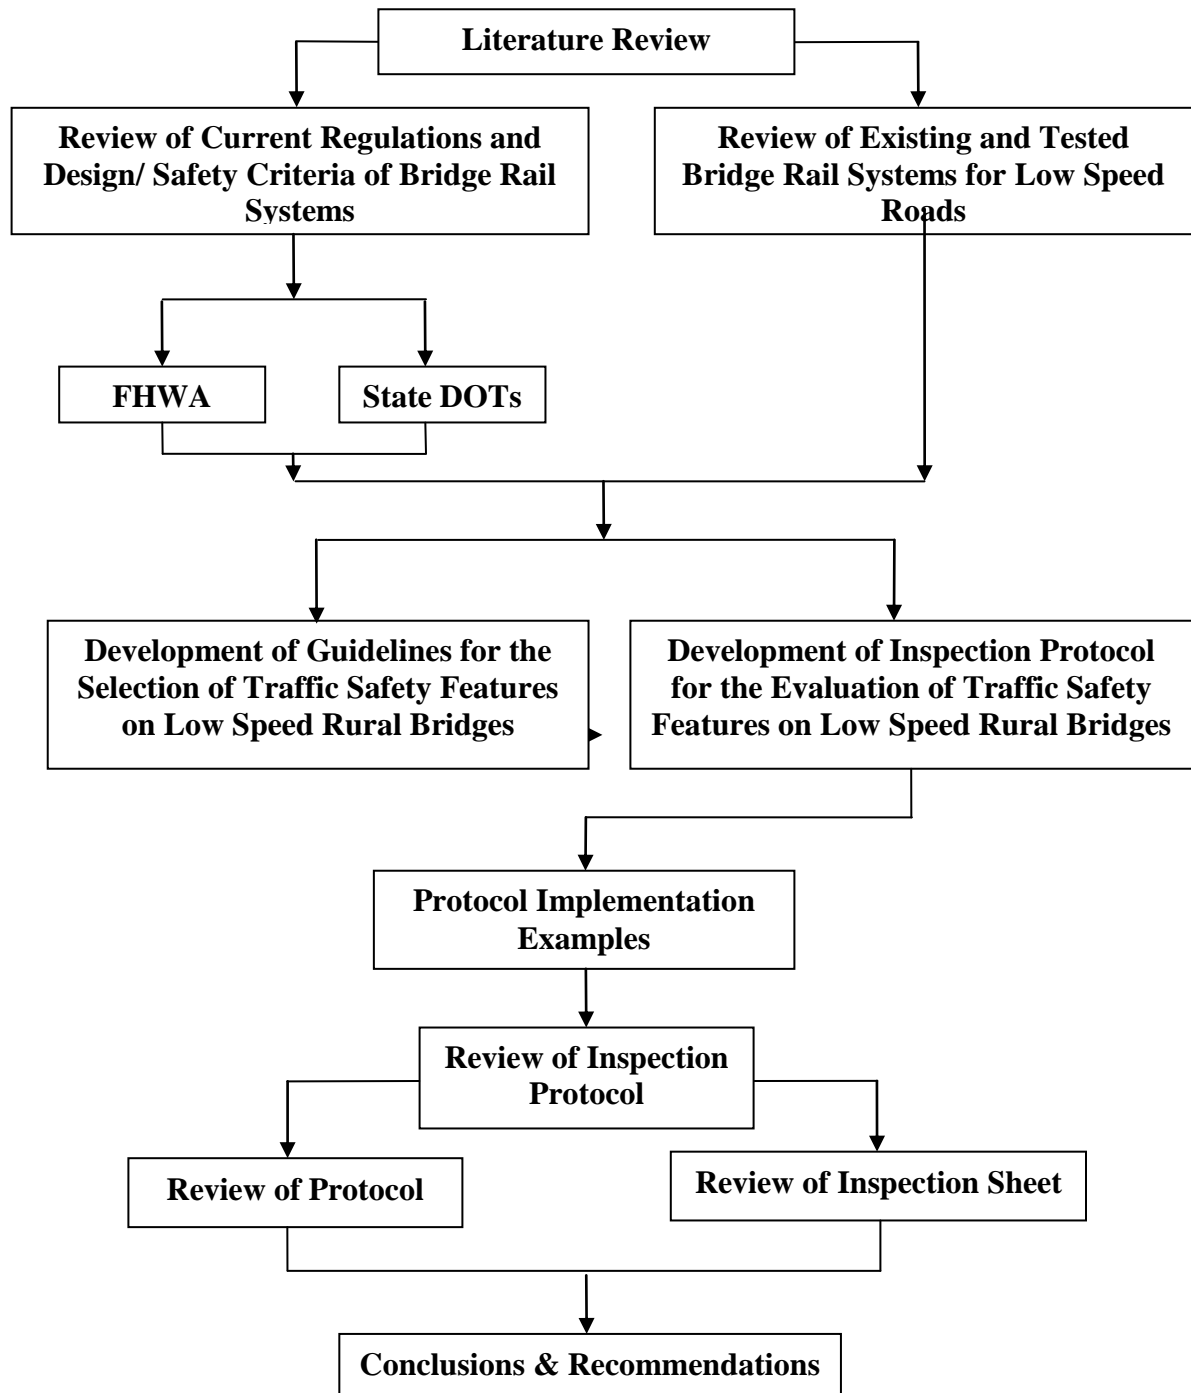 Literature Review
Review of Current Regulations and
Design/ Safety Criteria of Bridge Rail
Systems
Review of Existing and Tested
Bridge Rail Systems for Low Speed
Roads
FHWA
State DOTs
Development of Guidelines for the
Selection of Traffic Safety Features
on Low Speed Rural Bridges
Development of Inspection Protocol
for the Evaluation of Traffic Safety
Features on Low Speed Rural Bridges
Protocol Implementation
Examples
Review of Inspection
Protocol
Review of Protocol
Review of Inspection Sheet
Conclusions & Recommendations